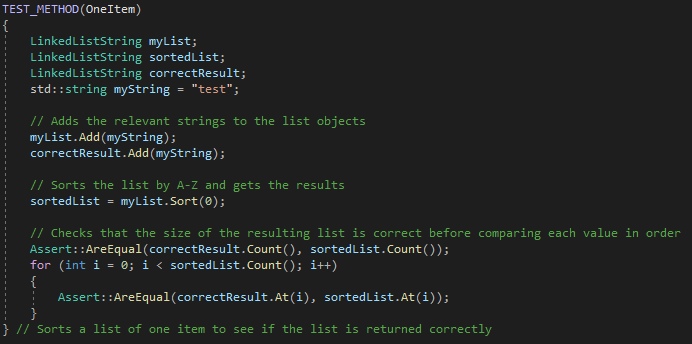 TEST_METHOD(OneItem)
{
LinkedListString myList;
LinkedListString sortedList;
LinkedListString correctResult;
std::string myString = "test";
// Adds the relevant strings to the list objects
myList.Add(myString);
correctResult.Add(myString);
// Sorts the list by A-Z and gets the results
sortedList = myList.Sort(0);
// Checks that the size of the resulting list is correct before comparing each value in order
Assert::AreEqual(correctResult.Count(), sortedList.Count());
for (int i = 0; i < sortedList.Count(); i++)
{
Assert::AreEqual(correctResult.At(i), sortedList.At(i));
}
} // Sorts a list of one item to see if the list is returned correctly